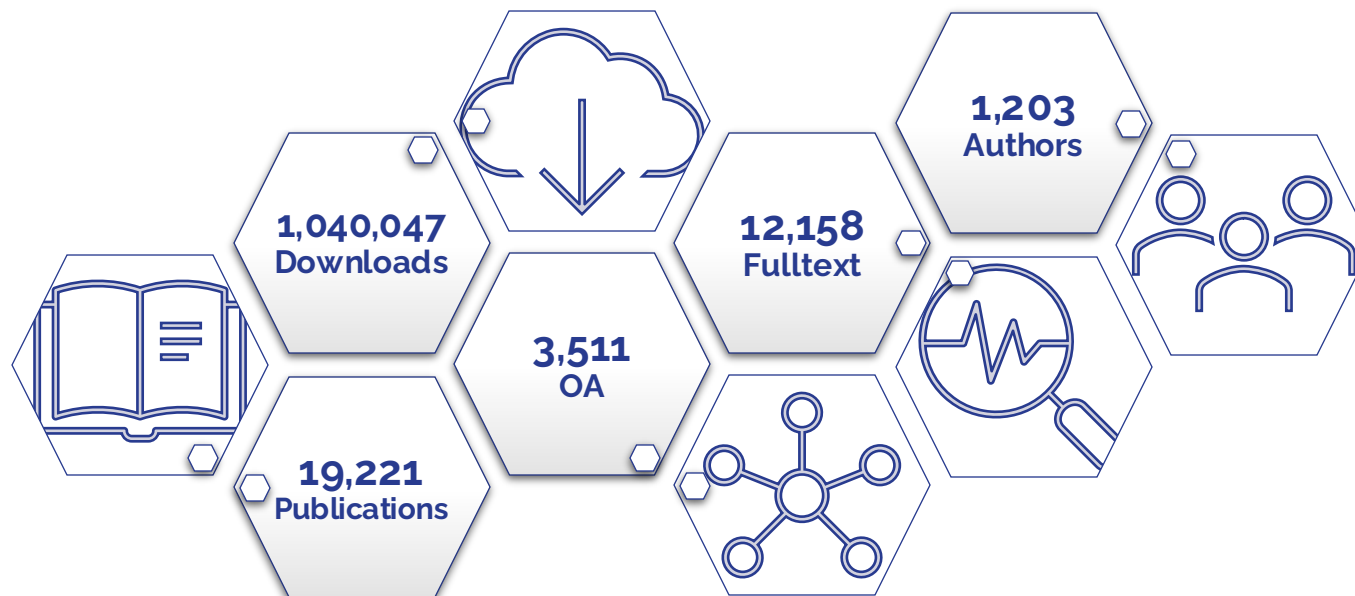 1,203
Authors
1,040,047
Downloads
12,158
Fulltext
3,511
OA
19,221
Publications